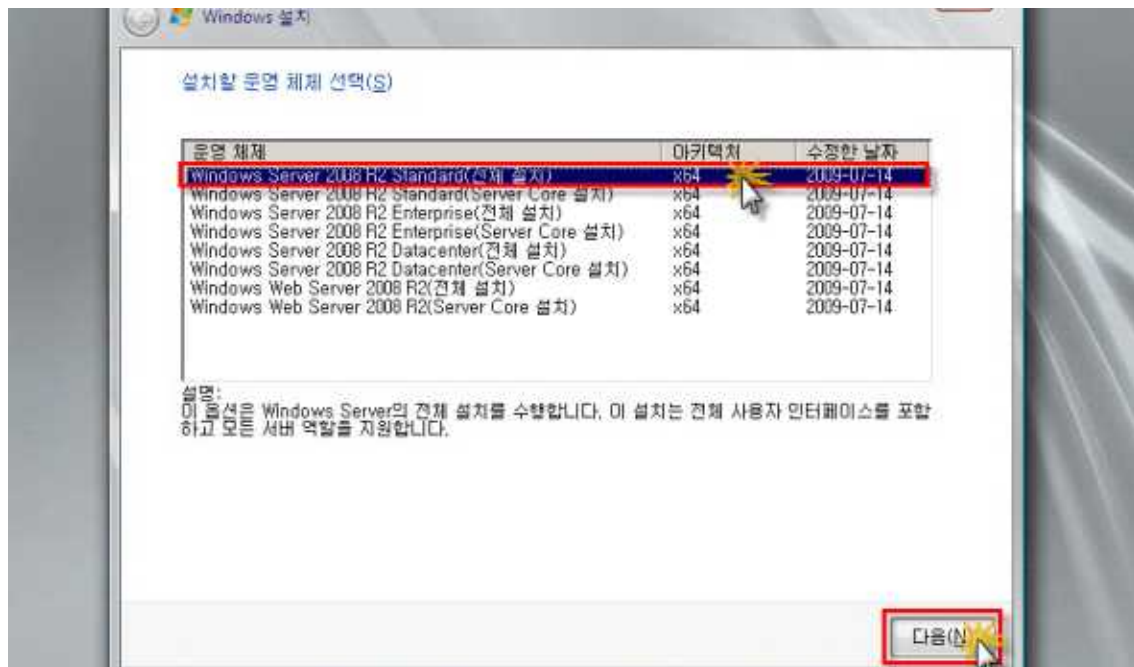 Windows 설치
설치할 운영 체제 선택(S)
운영 체제 아키텍처 수정한 날짜
Windows Server 2008 R2 Standard(전체 설치) x64 2009-07-14
Windows Server 2008 R2 Standard(Server Core 설치) x64 2009-07-14
Windows Server 2008 R2 Enterprise(전체 설치) x64 2009-07-14
Windows Server 2008 R2 Enterprise(Server Core 설치) x64 2009-07-14
Windows Server 2008 R2 Datacenter(전체 설치) x64 2009-07-14
Windows Server 2008 R2 Datacenter(Server Core 설치) x64 2009-07-14
Windows Web Server 2008 R2(전체 설치) x64 2009-07-14
Windows Web Server 2008 R2(Server Core 설치) x64 2009-07-14
설명:
이 옵션은 Windows Server의 전체 설치를 수행합니다. 이 설치는 전체 사용자 인터페이스를 포함
하고 모든 서버 역할을 지원합니다.
다음(N